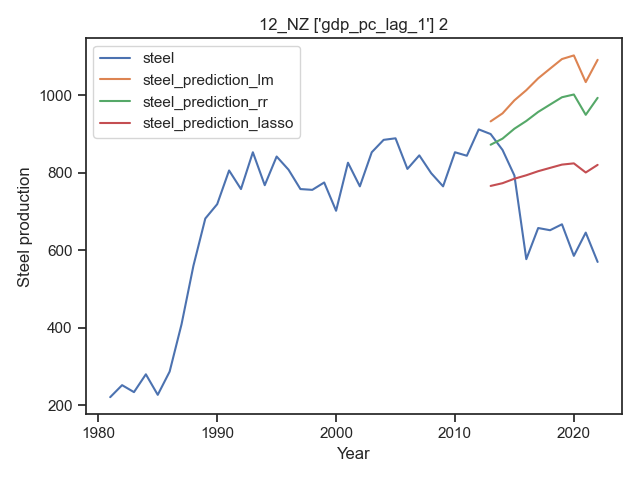 12_NZ ['gdp_pc_lag_1'] 2
steel
steel_prediction_lm
steel_prediction_rr
steel_prediction_lasso
Steel production
1000
800
600
400
200
1980
1990
2000
2010
2020
Year